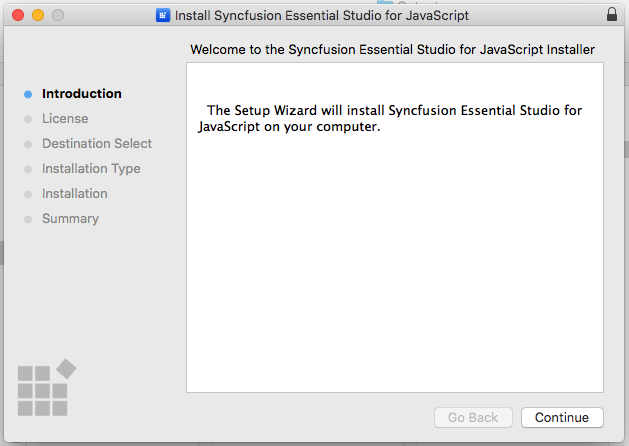 Install Syncfusion Essential Studio for JavaScript
Welcome to the Syncfusion Essential Studio for JavaScript Installer
Introduction
License
Destination Select
Installation Type
Installation
Summary
The Setup Wizard will install Syncfusion Essential Studio for
JavaScript on your computer.
Go Back
Continue